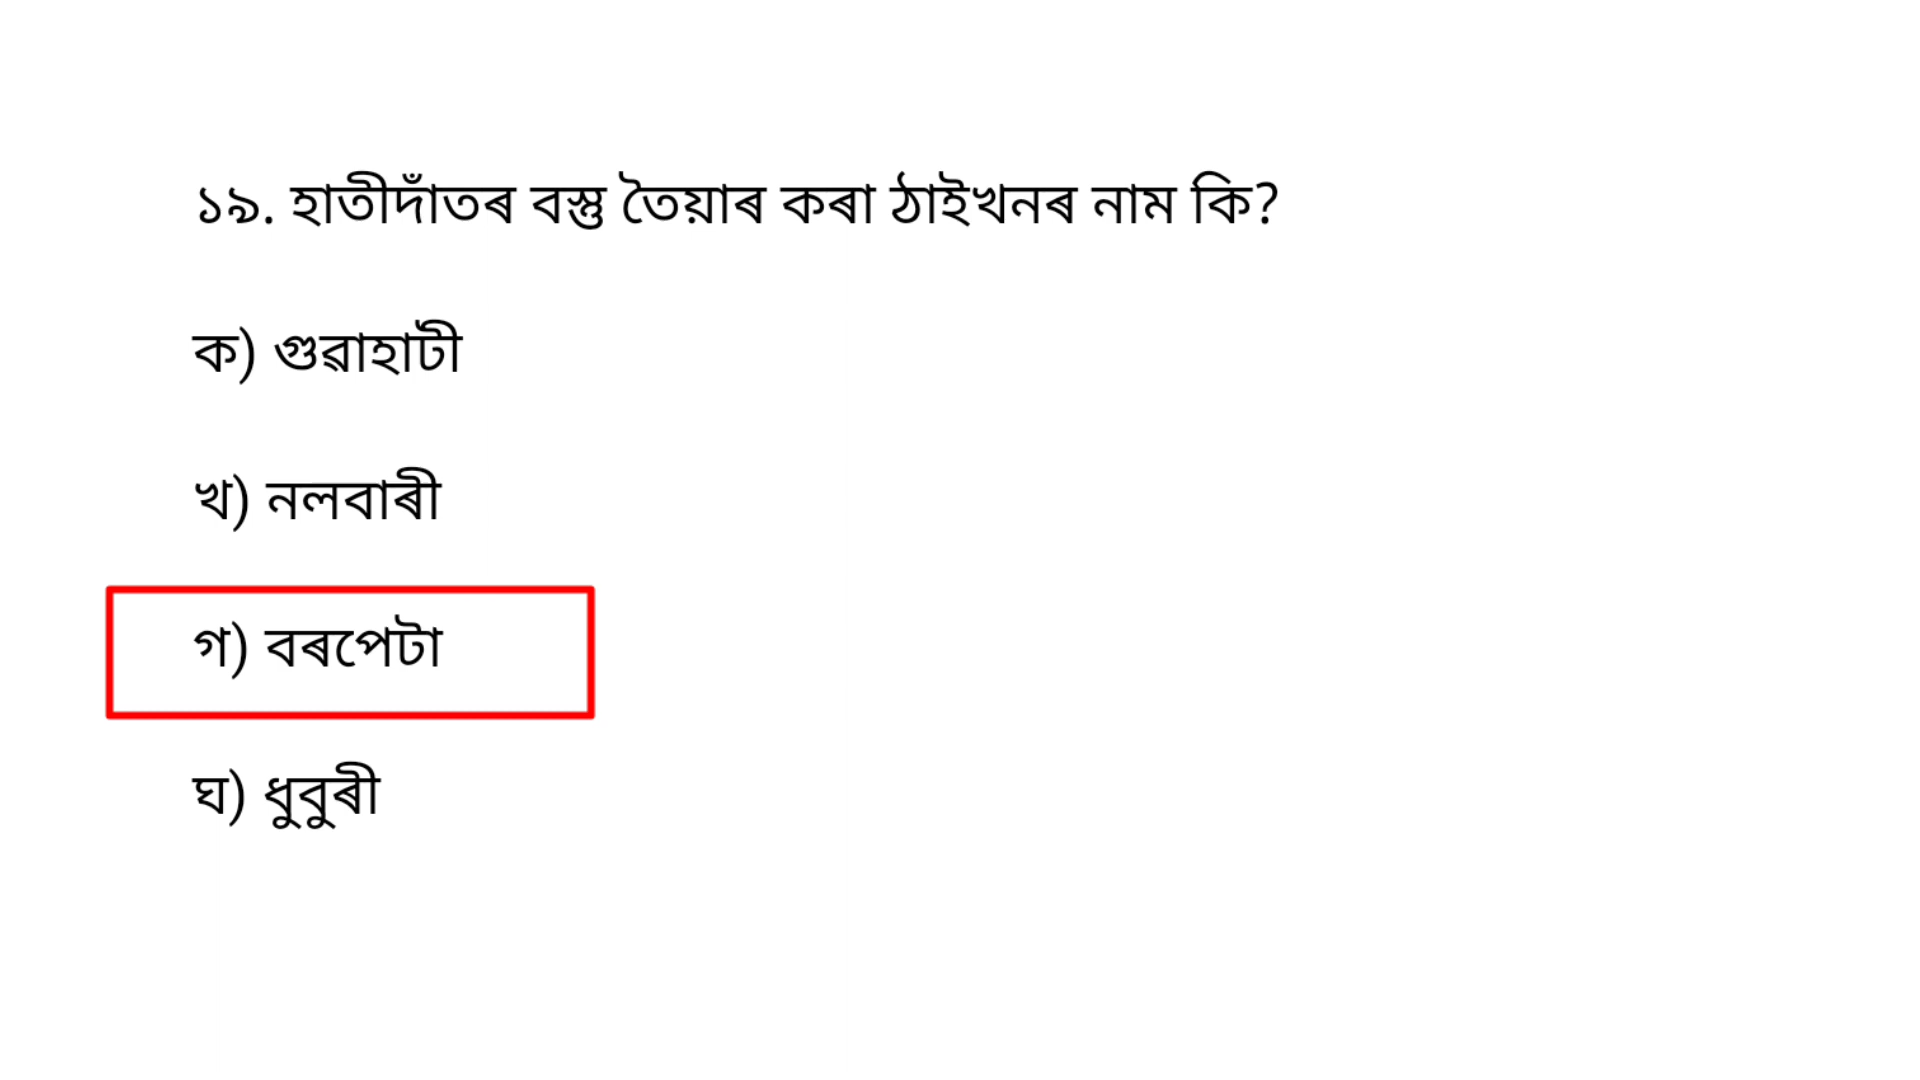 ১৯. হাতীদাঁতৰ বস্তু তৈয়াৰ কৰা ঠাইখনৰ নাম কি?
ক) গুৱাহাটী
খ) নলবাৰী
গ) বৰপেটা
ঘ) ধুবুৰী